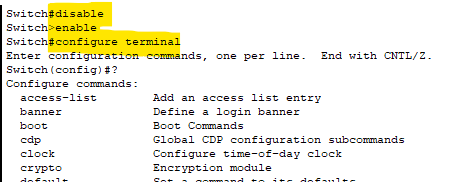 Switch#disable
Switch>enable
Switch#configure terminal
Enter configuration commands, one per line.  End with CNTL/Z.
Switch(config)#?
Configure commands:
  access-list        Add an access list entry
  banner             Define a login banner
  boot               Boot Commands
  cdp                Global CDP configuration subcommands
  clock              Configure time-of-day clock
  crypto             Encryption module
  default            Set a command to its defaults